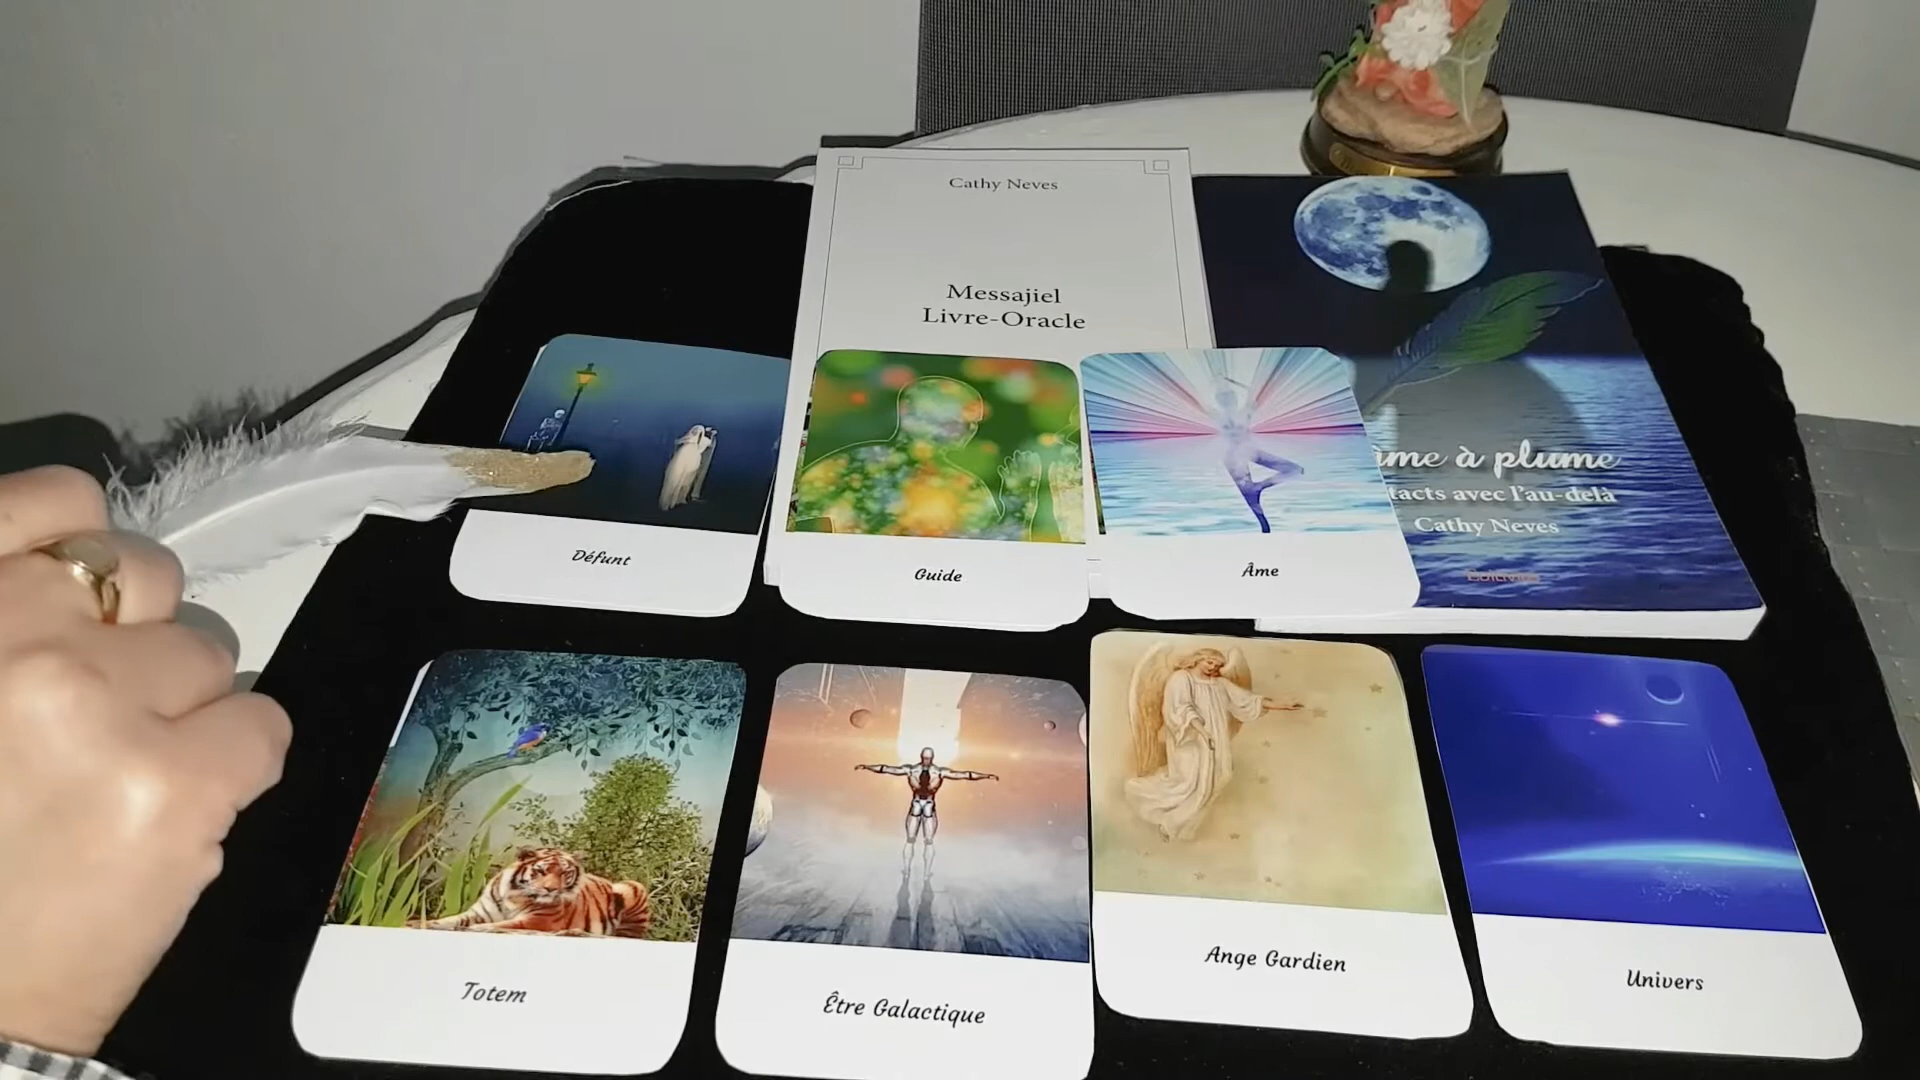 Cathy Neves
Messajiel
Livre-Oracle
âme à plume
tacts avec l'au-delà
Cathy Neves
Défunt
Guide
Âme
Totem
Être Galactique
Ange Gardien
Univers